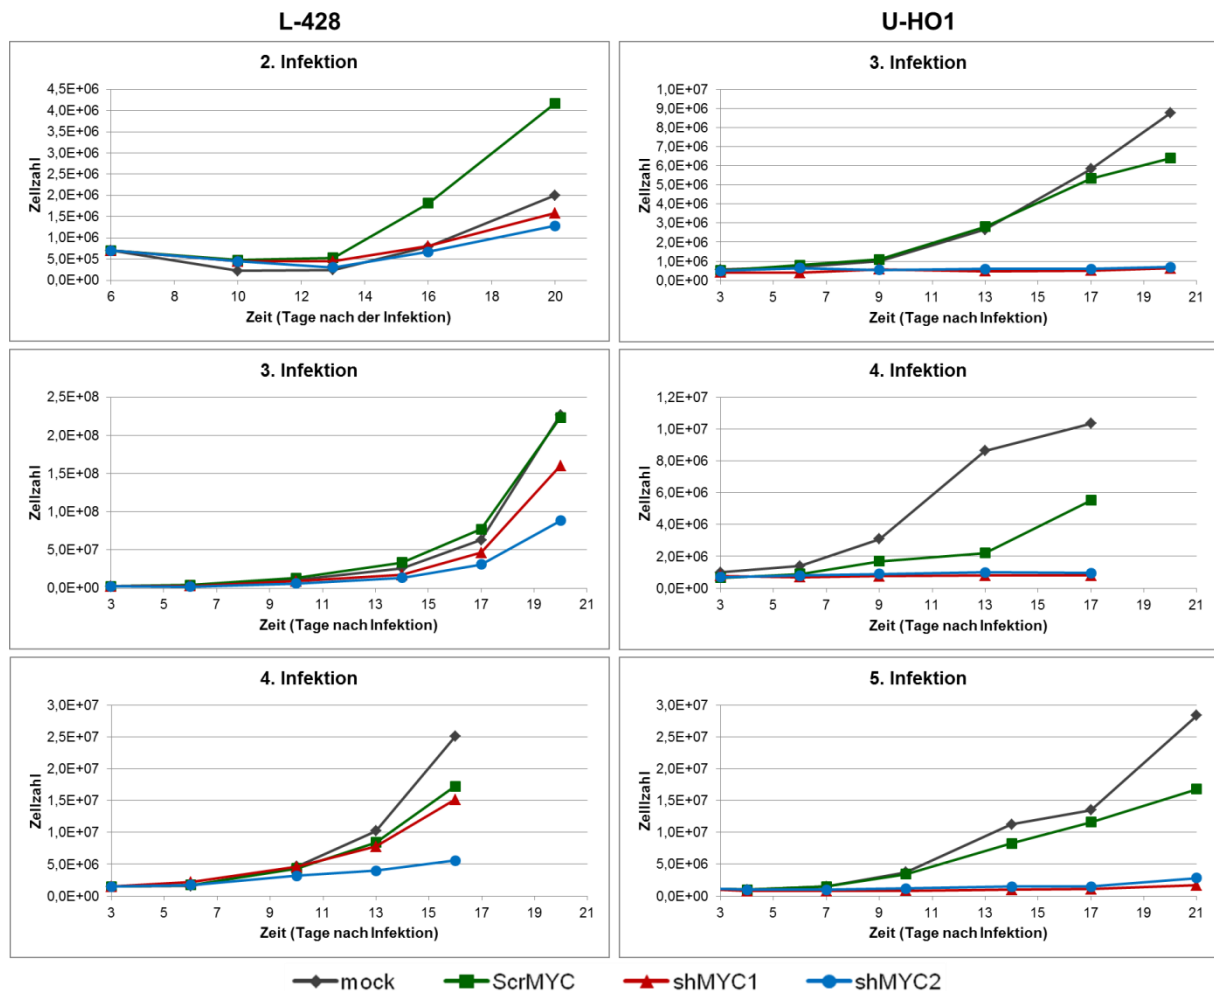 L-428
U-HO1
2. Infektion
4,5E+06
4,0E+06
3,5E+06
3,0E+06
2,5E+06
2,0E+06
1,5E+06
1,0E+06
5,0E+05
0,0E+00
Zellzahl
6 8 10 12 14 16 18 20
Zeit (Tage nach der Infektion)
3. Infektion
1,0E+07
9,0E+06
8,0E+06
7,0E+06
6,0E+06
5,0E+06
4,0E+06
3,0E+06
2,0E+06
1,0E+06
0,0E+00
Zellzahl
3 5 7 9 11 13 15 17 19 21
Zeit (Tage nach Infektion)
3. Infektion
2,5E+08
2,0E+08
1,5E+08
1,0E+08
5,0E+07
0,0E+00
Zellzahl
3 5 7 9 11 13 15 17 19 21
Zeit (Tage nach Infektion)
4. Infektion
1,2E+07
1,0E+07
8,0E+06
6,0E+06
4,0E+06
2,0E+06
0,0E+00
Zellzahl
3 5 7 9 11 13 15 17 19 21
Zeit (Tage nach Infektion)
4. Infektion
3,0E+07
2,5E+07
2,0E+07
1,5E+07
1,0E+07
5,0E+06
0,0E+00
Zellzahl
3 5 7 9 11 13 15 17 19 21
Zeit (Tage nach Infektion)
5. Infektion
3,0E+07
2,5E+07
2,0E+07
1,5E+07
1,0E+07
5,0E+06
0,0E+00
Zelllzahl
3 5 7 9 11 13 15 17 19 21
Zeit (Tage nach Infektion)
mock ScrMYC shMYC1 shMYC2